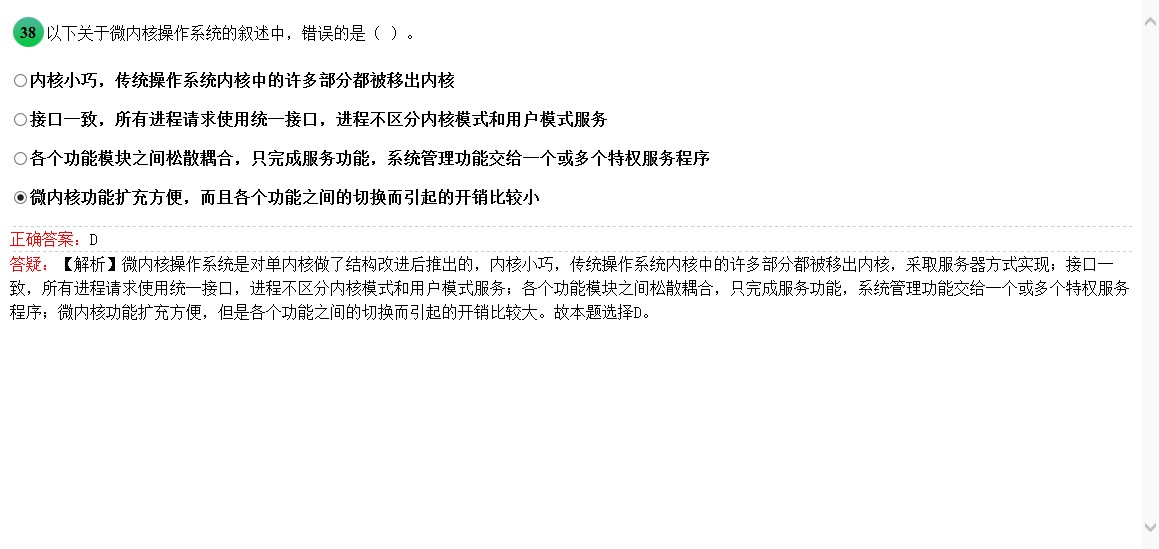 38 以下关于微内核操作系统的叙述中，错误的是（ ）。
内核小巧，传统操作系统内核中的许多部分都被移出内核
接口一致，所有进程请求使用统一接口，进程不区分内核模式和用户模式服务
各个功能模块之间松散耦合，只完成服务功能，系统管理功能交给一个或多个特权服务程序
微内核功能扩充方便，而且各个功能之间的切换而引起的开销比较小
正确答案：D
答疑：【解析】微内核操作系统是对单内核做了结构改进后推出的，内核小巧，传统操作系统内核中的许多部分都被移出内核，采取服务器方式实现；接口一
致，所有进程请求使用统一接口，进程不区分内核模式和用户模式服务；各个功能模块之间松散耦合，只完成服务功能，系统管理功能交给一个或多个特权服务
程序；微内核功能扩充方便，但是各个功能之间的切换而引起的开销比较大。故本题选择D。